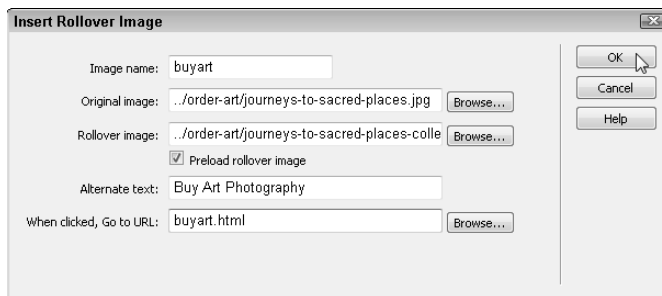 Insert Rollover Image
Image name: buyart
OK
Original image: ../order-art/journeys-to-sacred-places.jpg Browse...
Cancel
Rollover image: ../order-art/journeys-to-sacred-places-colle Browse...
Help
Preload rollover image
Alternate text: Buy Art Photography
When clicked, Go to URL: buyart.html Browse...